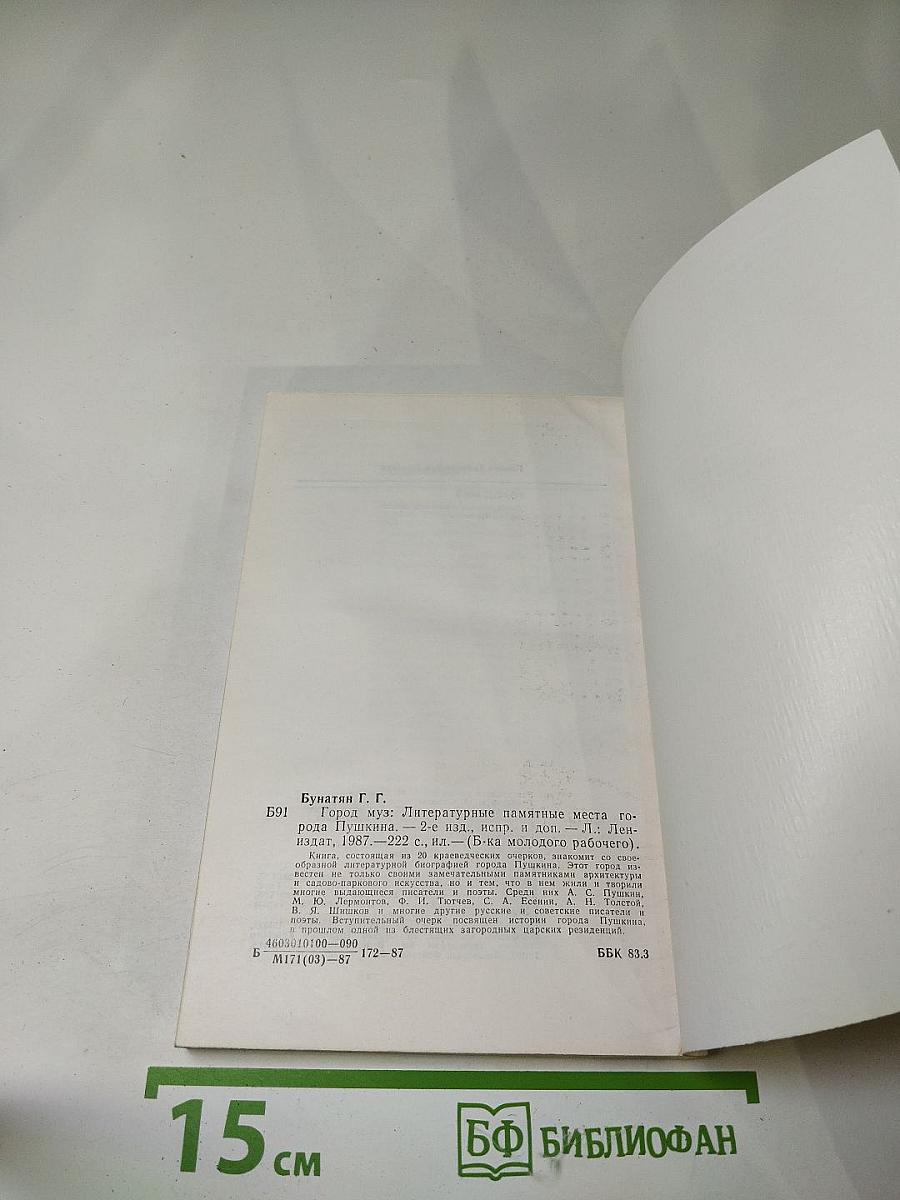 Бунатян Г. Г.
Б91 Город муз: Литературные памятные места го-
рода Пушкина. — 2-е изд., испр. и доп. — Л.: Лен-
издат, 1987.—222 с., ил.— (Б-ка молодого рабочего).
Книга, состоящая из 20 краеведческих очерков, знакомит со свое-
образной литературной биографией города Пушкина. Этот город из-
вестен не только своими замечательными памятниками архитектуры
и садово-паркового искусства, но и тем, что в нем жили и творили
многие выдающиеся писатели и поэты. Среди них А. С. Пушкин,
М. Ю. Лермонтов, Ф. И. Тютчев, С. А. Есенин, А. Н. Толстой,
В. Я. Шишков и многие другие русские и советские писатели и
поэты. Вступительный очерк посвящен истории города Пушкина,
в прошлом одной из блестящих загородных царских резиденций.
Б 4603010100—090
М171(03)—87 172—87 ББК 83.3
15 см
БФ БИБЛИОФАН